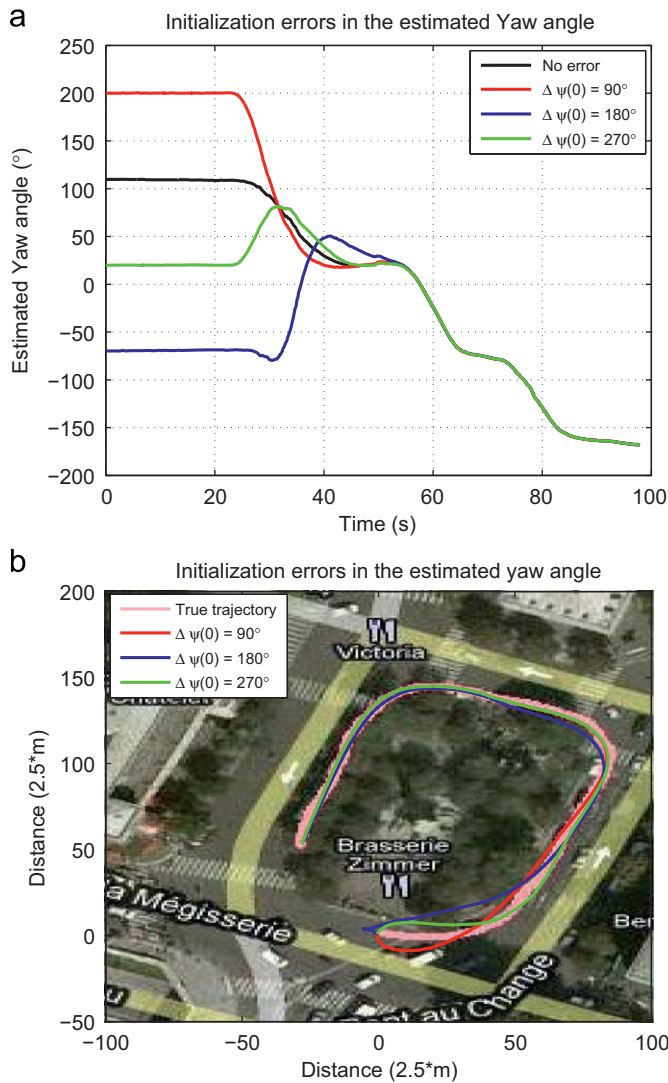 a
Initialization errors in the estimated Yaw angle
250
200
150
100
50
0
−50
−100
−150
−200
Estimated Yaw angle (°)
No error
Δ ψ(0) = 90°
Δ ψ(0) = 180°
Δ ψ(0) = 270°
0
20
40
60
80
100
Time (s)
b
Initialization errors in the estimated yaw angle
200
150
100
50
0
−50
Distance (2.5*m)
True trajectory
Δ ψ(0) = 90°
Δ ψ(0) = 180°
Δ ψ(0) = 270°
Victoria
Brasserie
Zimmer
Mégisserie
Ber
au Change
−100
−50
0
50
100
Distance (2.5*m)